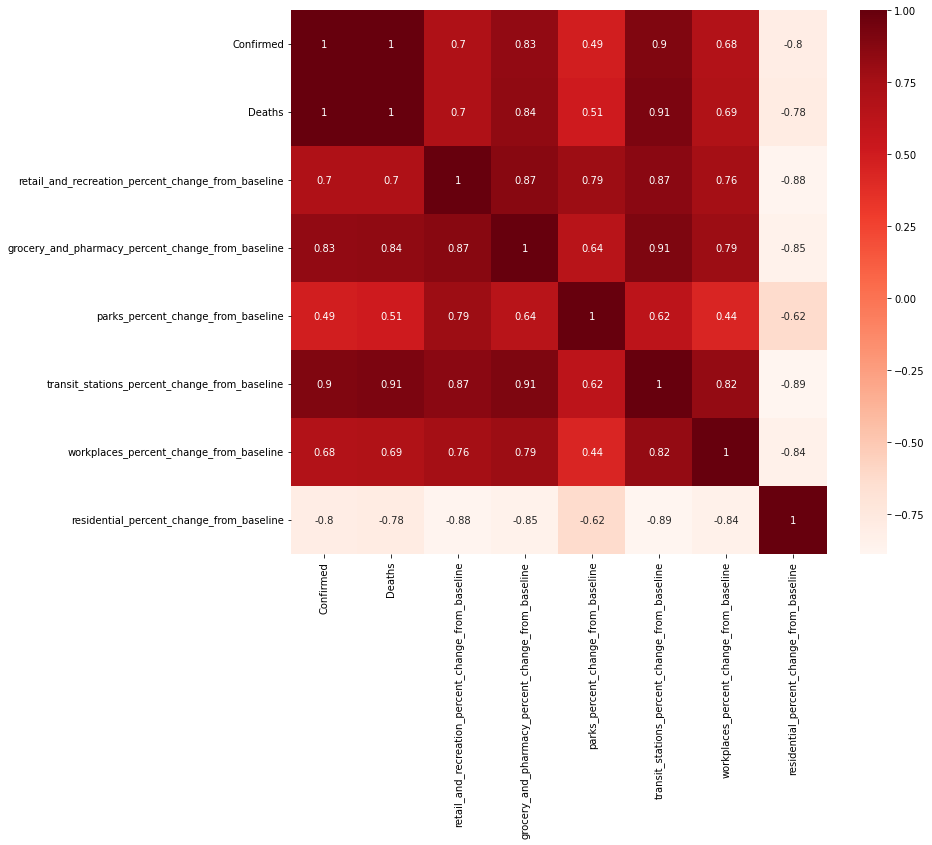 Confirmed 1 1 0.7 0.83 0.49 0.9 0.68 -0.8
Deaths 1 1 0.7 0.84 0.51 0.91 0.69 -0.78
retail_and_recreation_percent_change_from_baseline 0.7 0.7 1 0.87 0.79 0.87 0.76 -0.88
grocery_and_pharmacy_percent_change_from_baseline 0.83 0.84 0.87 1 0.64 0.91 0.79 -0.85
parks_percent_change_from_baseline 0.49 0.51 0.79 0.64 1 0.62 0.44 -0.62
transit_stations_percent_change_from_baseline 0.9 0.91 0.87 0.91 0.62 1 0.82 -0.89
workplaces_percent_change_from_baseline 0.68 0.69 0.76 0.79 0.44 0.82 1 -0.84
residential_percent_change_from_baseline -0.8 -0.78 -0.88 -0.85 -0.62 -0.89 -0.84 1
Confirmed
Deaths
retail_and_recreation_percent_change_from_baseline
grocery_and_pharmacy_percent_change_from_baseline
parks_percent_change_from_baseline
transit_stations_percent_change_from_baseline
workplaces_percent_change_from_baseline
residential_percent_change_from_baseline
1.00
0.75
0.50
0.25
0.00
−0.25
−0.50
−0.75